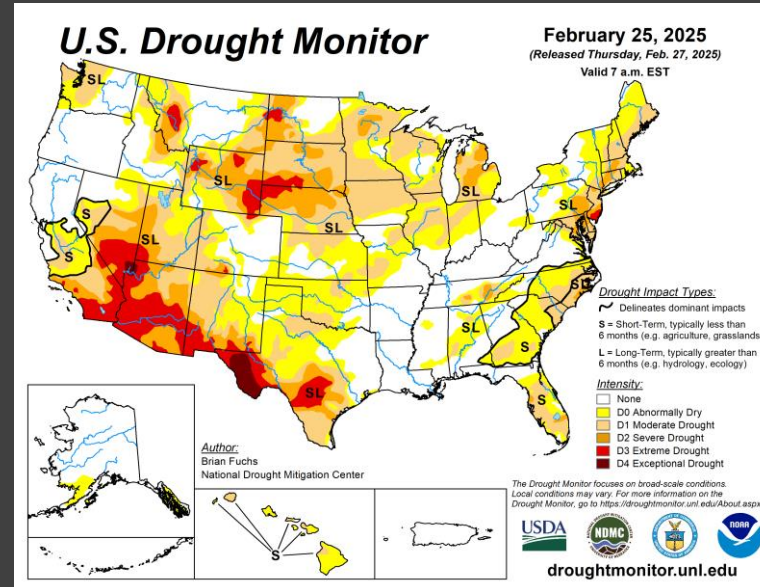 U.S. Drought Monitor
February 25, 2025
(Released Thursday, Feb. 27, 2025)
Valid 7 a.m. EST
SL
SL
SL
SL
SL
S
S
SL
SL
SL
SL
S
S
SL
S
Drought Impact Types:
Delineates dominant impacts
S = Short-Term, typically less than
6 months (e.g. agriculture, grasslands
L = Long-Term, typically greater than
6 months (e.g. hydrology, ecology)
Intensity:
None
D0 Abnormally Dry
D1 Moderate Drought
D2 Severe Drought
D3 Extreme Drought
D4 Exceptional Drought
Author:
Brian Fuchs
National Drought Mitigation Center
The Drought Monitor focuses on broad-scale conditions.
Local conditions may vary. For more information on the
Drought Monitor, go to https://droughtmonitor.unl.edu/About.aspx
USDA
NDMC
NOAA
droughtmonitor.unl.edu